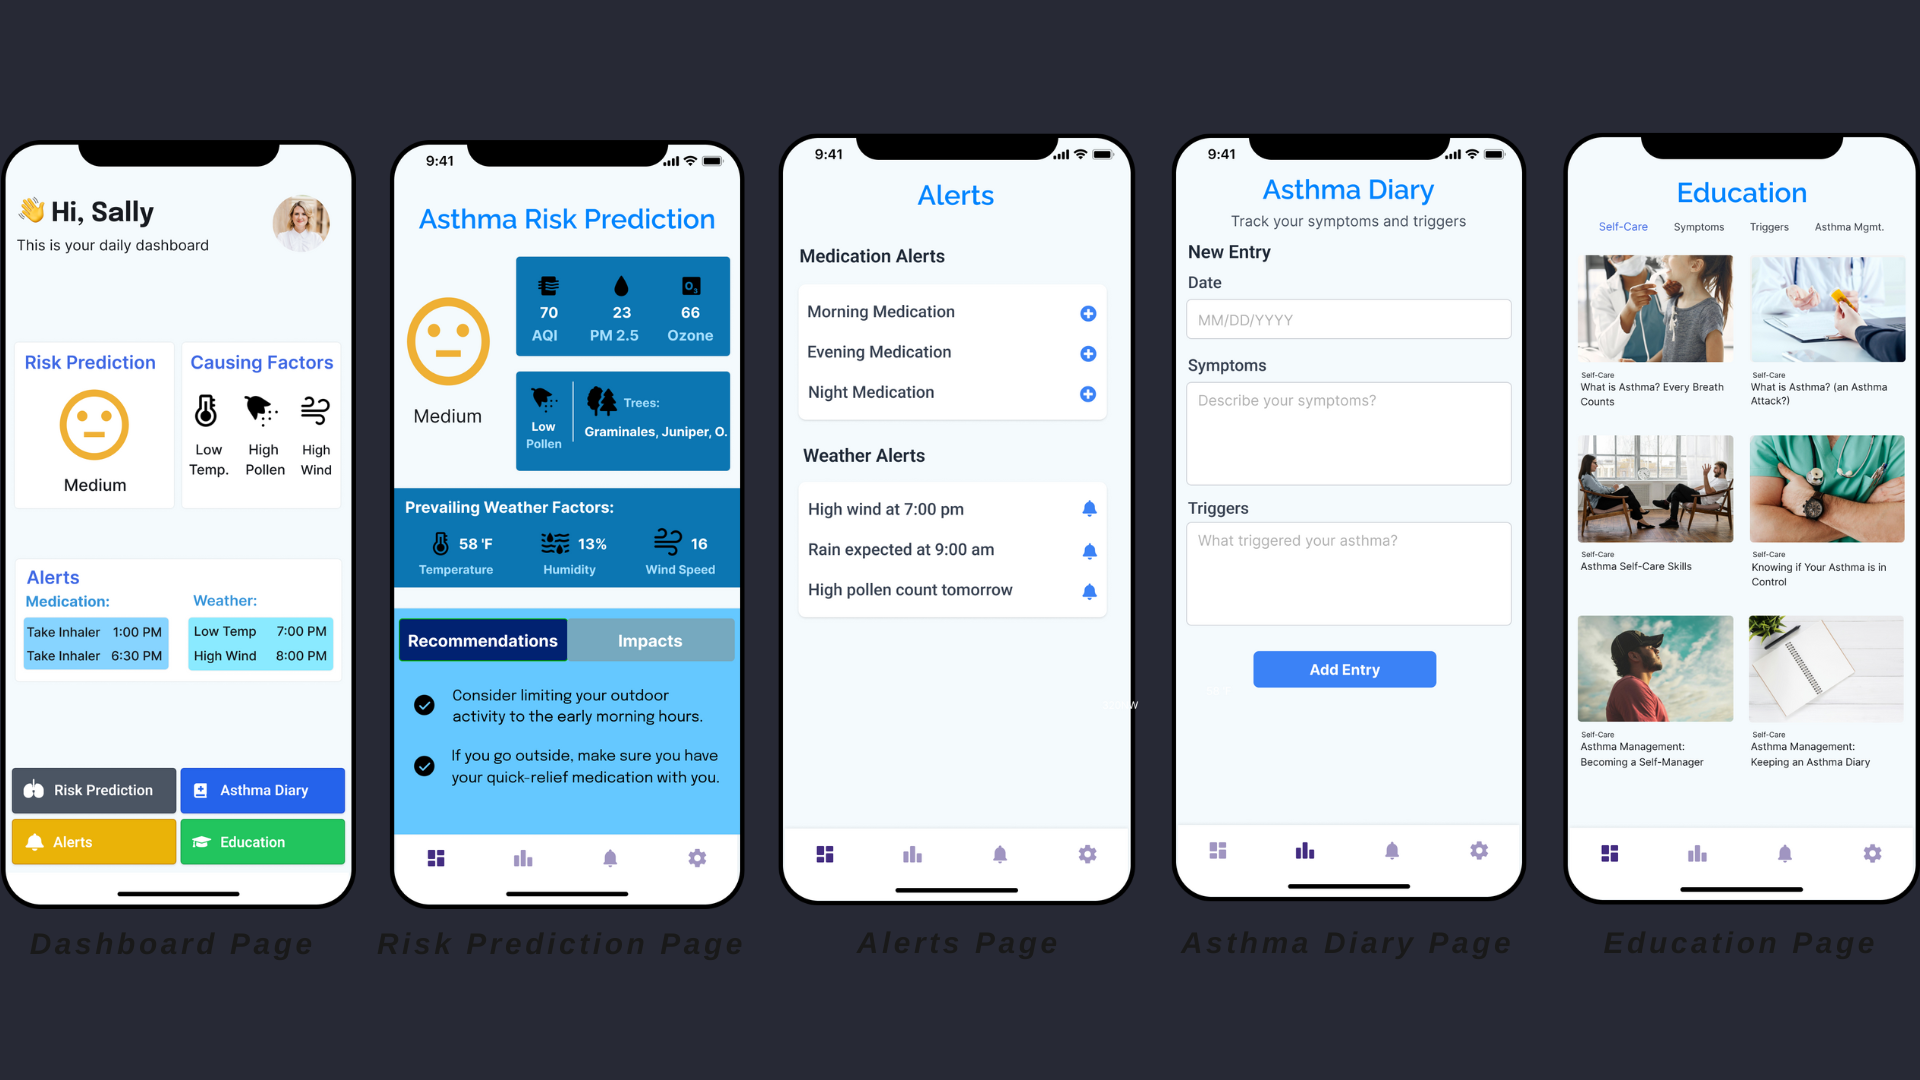 Hi, Sally
This is your daily dashboard
Risk Prediction
Medium
Causing Factors
Low
Temp.
High
Pollen
High
Wind
Alerts
Medication:
Take Inhaler 1:00 PM
Take Inhaler 6:30 PM
Weather:
Low Temp 7:00 PM
High Wind 8:00 PM
Risk Prediction
Asthma Diary
Alerts
Education
Dashboard Page
9:41
Asthma Risk Prediction
Medium
70
AQI
23
PM 2.5
O3
66
Ozone
Low
Pollen
Trees:
Graminales, Juniper, O.
Prevailing Weather Factors:
58 'F
Temperature
13%
Humidity
16
Wind Speed
Recommendations
Impacts
Consider limiting your outdoor
activity to the early morning hours.
If you go outside, make sure you have
your quick-relief medication with you.
Risk Prediction Page
9:41
Alerts
Medication Alerts
Morning Medication
Evening Medication
Night Medication
Weather Alerts
High wind at 7:00 pm
Rain expected at 9:00 am
High pollen count tomorrow
Alerts Page
9:41
Asthma Diary
Track your symptoms and triggers
New Entry
Date
MM/DD/YYYY
Symptoms
Describe your symptoms?
Triggers
What triggered your asthma?
Add Entry
Asthma Diary Page
Education
Self-Care Symptoms Triggers Asthma Mgmt.
Self-Care
What is Asthma? Every Breath
Counts
Self-Care
What is Asthma? (an Asthma
Attack?)
Self-Care
Asthma Self-Care Skills
Self-Care
Knowing if Your Asthma is in
Control
Self-Care
Asthma Management:
Becoming a Self-Manager
Self-Care
Asthma Management:
Keeping an Asthma Diary
Education Page